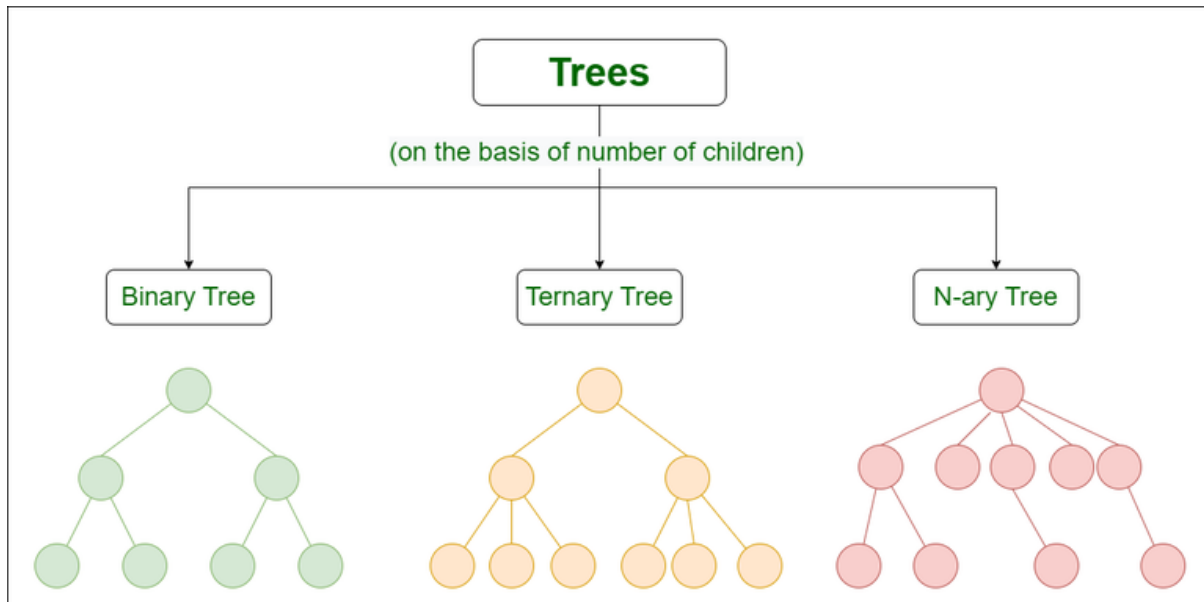 Trees
(on the basis of number of children)
Binary Tree
Ternary Tree
N-ary Tree